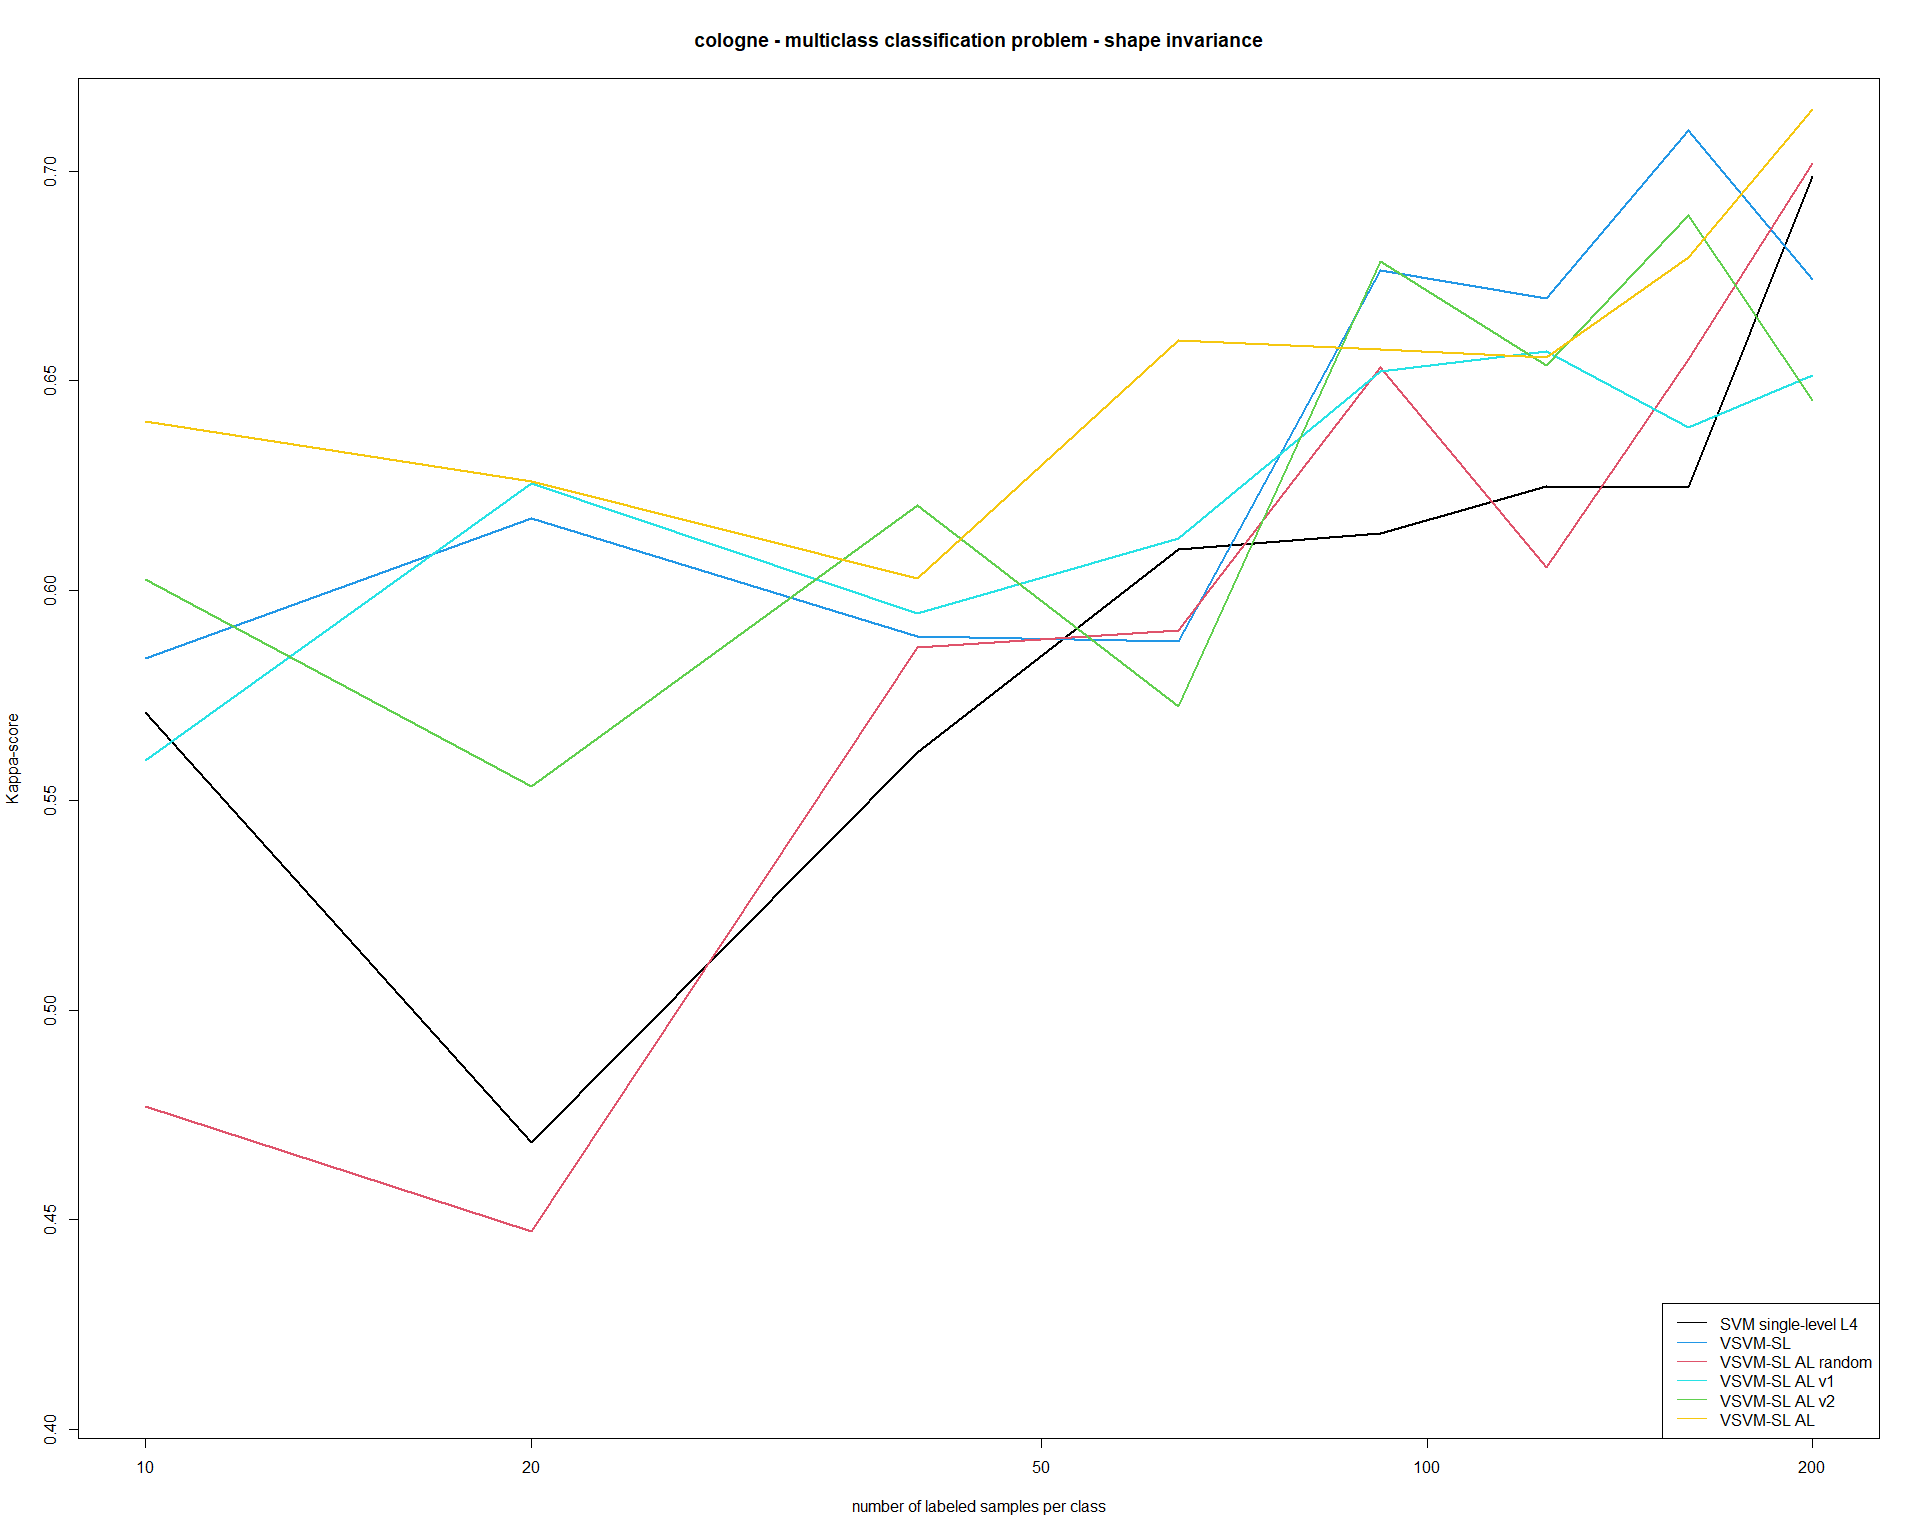 cologne - multiclass classification problem - shape invariance
Kappa-score
0.70
0.65
0.60
0.55
0.50
0.45
0.40
10 20 50 100 200
number of labeled samples per class
SVM single-level L4
VSVM-SL
VSVM-SL AL random
VSVM-SL AL v1
VSVM-SL AL v2
VSVM-SL AL